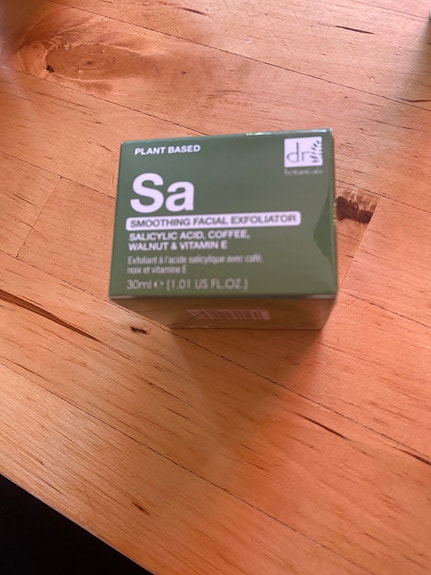 PLANT BASED
dr
botanicals
Sa
SMOOTHING FACIAL EXFOLIATOR
SALICYLIC ACID, COFFEE,
WALNUT & VITAMIN E
Exfoliant à l'acide salicylique avec café,
noix et vitamine E
30ml ℮ [1.01 US FL.OZ.]